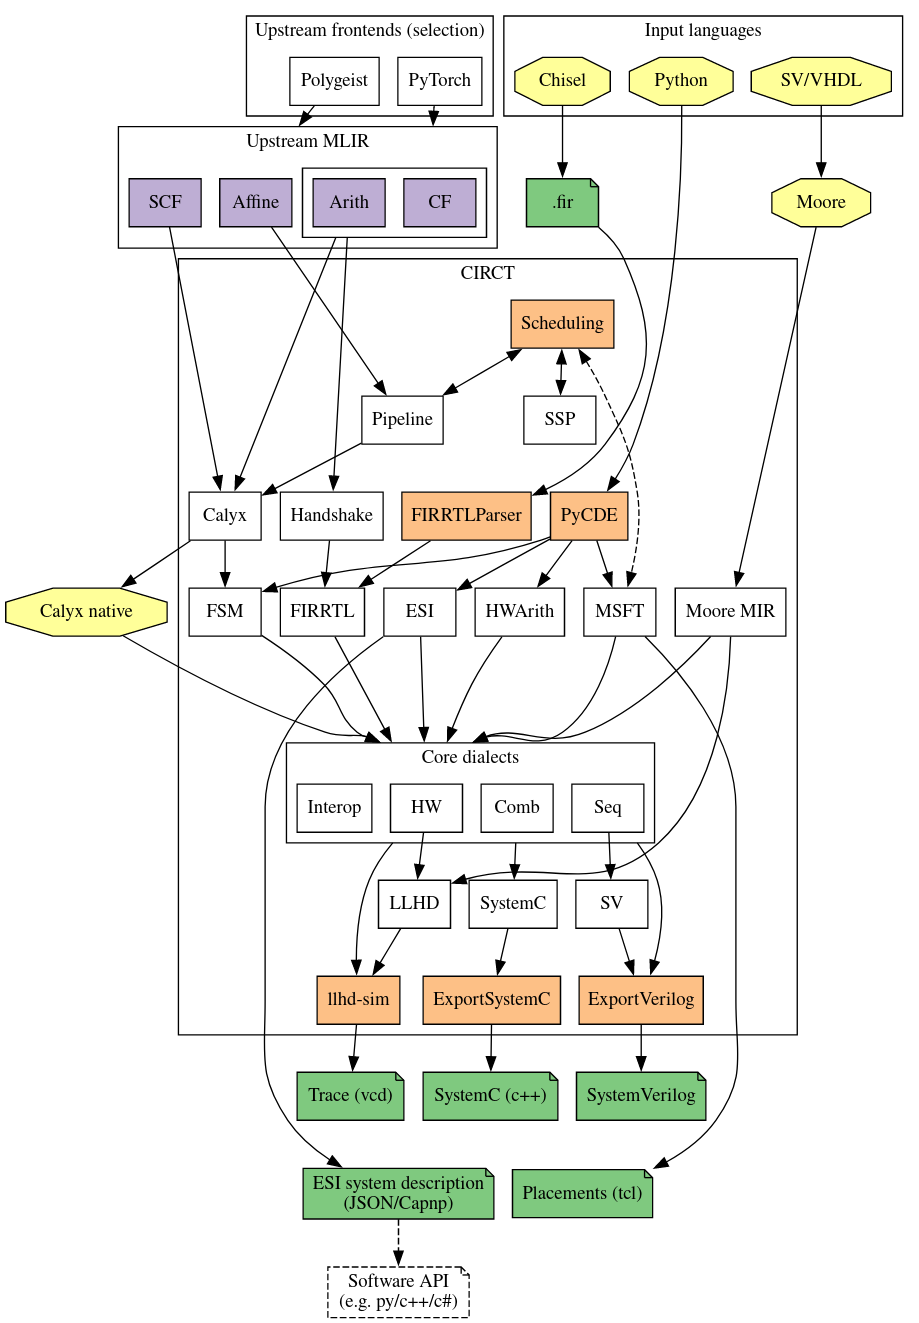 Upstream frontends (selection)
Input languages
Polygeist
PyTorch
Chisel
Python
SV/VHDL
Upstream MLIR
SCF
Affine
Arith
CF
.fir
Moore
CIRCT
Scheduling
Pipeline
SSP
Calyx
Handshake
FIRRTLParser
PyCDE
Calyx native
FSM
FIRRTL
ESI
HWArith
MSFT
Moore MIR
Core dialects
Interop
HW
Comb
Seq
LLHD
SystemC
SV
llhd-sim
ExportSystemC
ExportVerilog
Trace (vcd)
SystemC (c++)
SystemVerilog
ESI system description
(JSON/Capnp)
Placements (tcl)
Software API
(e.g. py/c++/c#)